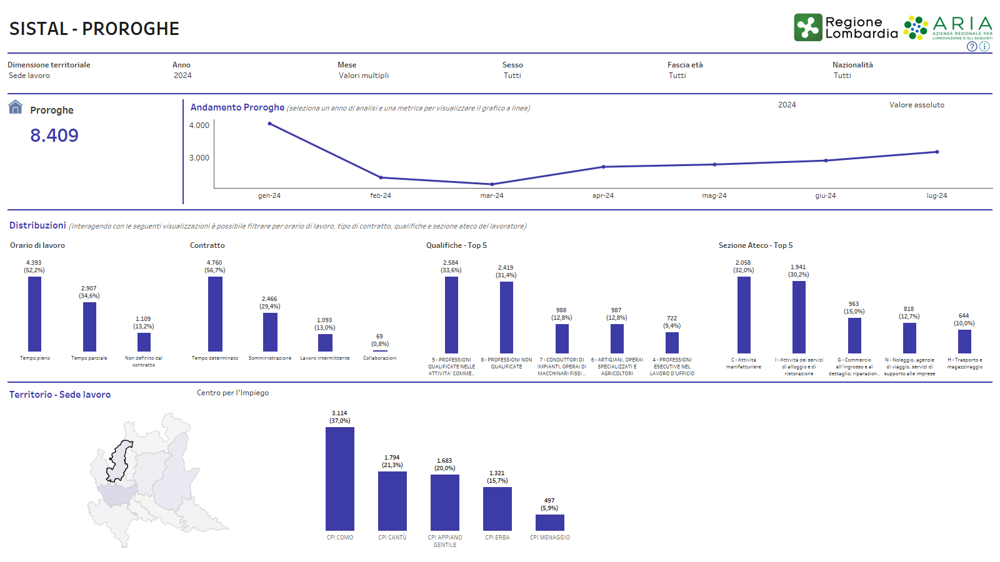 SISTAL - PROROGHE
Regione
Lombardia
ARIA
AZIENDA REGIONALE PER
L'INNOVAZIONE E GLI ACQUISTI
? i
Dimensione territoriale Anno Mese Sesso Fascia età Nazionalità
Sede lavoro 2024 Valori multipli Tutti Tutti Tutti
Proroghe
8.409
Andamento Proroghe (seleziona un anno di analisi e una metrica per visualizzare il grafico a linea) 2024 Valore assoluto
4.000
3.000
gen-24 feb-24 mar-24 apr-24 mag-24 giu-24 lug-24
Distribuzioni (Interagendo con le seguenti visualizzazioni è possibile filtrare per orario di lavoro, tipo di contratto, qualifiche e sezione ateco del lavoratore)
Orario di lavoro
4.393
(52,2%)
2.907
(34,6%)
1.109
(13,2%)
Tempo pieno
Tempo parziale
Non definito dal
contratto
Contratto
4.760
(56,7%)
2.466
(29,4%)
1.093
(13,0%)
69
(0,8%)
Tempo determinato
Somministrazione
Lavoro intermittente
Collaborazioni
Qualifiche - Top 5
2.584
(33,6%)
2.419
(31,4%)
988
(12,8%)
987
(12,8%)
722
(9,4%)
5 - PROFESSIONI
QUALIFICATE NELLE
ATTIVITA' COMME..
8 - PROFESSIONI NON
QUALIFICATE
7 - CONDUTTORI DI
IMPIANTI, OPERAI DI
MACCHINARI FISSI ..
6 - ARTIGIANI, OPERAI
SPECIALIZZATI E
AGRICOLTORI
4 - PROFESSIONI
ESECUTIVE NEL
LAVORO D'UFFICIO
Sezione Ateco - Top 5
2.058
(32,0%)
1.941
(30,2%)
963
(15,0%)
818
(12,7%)
644
(10,0%)
C - Attività
manifatturiere
I - Attività dei servizi
di alloggio e di
ristorazione
G - Commercio
all'ingrosso e al
dettaglio; riparazion..
N - Noleggio, agenzie
di viaggio, servizi di
supporto alle imprese
H - Trasporto e
magazzinaggio
Territorio - Sede lavoro
Centro per l'Impiego
3.114
(37,0%)
1.794
(21,3%)
1.683
(20,0%)
1.321
(15,7%)
497
(5,9%)
CPI COMO
CPI CANTÙ
CPI APPIANO
GENTILE
CPI ERBA
CPI MENAGGIO